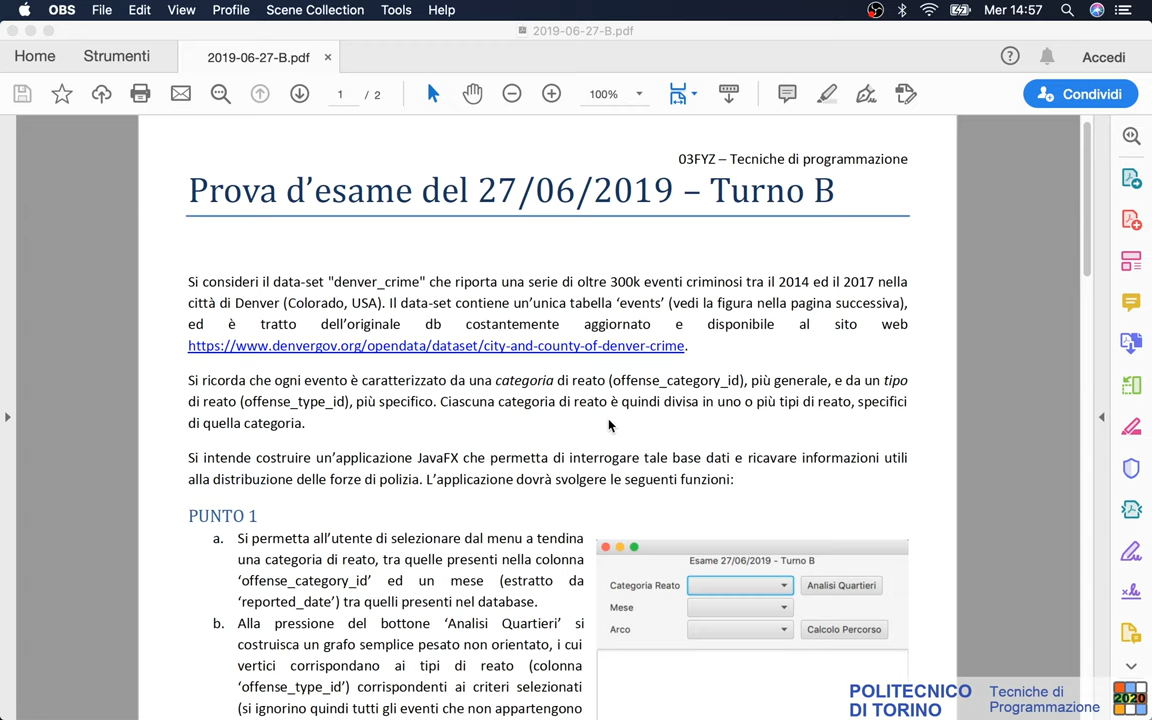 OBS File Edit View Profile Scene Collection Tools Help Mer 14:57
2019-06-27-B.pdf
Home Strumenti 2019-06-27-B.pdf × Accedi
1 / 2 100% Condividi
03FYZ – Tecniche di programmazione
Prova d’esame del 27/06/2019 – Turno B
Si consideri il data-set "denver_crime" che riporta una serie di oltre 300k eventi criminosi tra il 2014 ed il 2017 nella
città di Denver (Colorado, USA). Il data-set contiene un’unica tabella ‘events’ (vedi la figura nella pagina successiva),
ed è tratto dell’originale db costantemente aggiornato e disponibile al sito web
https://www.denvergov.org/opendata/dataset/city-and-county-of-denver-crime.
Si ricorda che ogni evento è caratterizzato da una categoria di reato (offense_category_id), più generale, e da un tipo
di reato (offense_type_id), più specifico. Ciascuna categoria di reato è quindi divisa in uno o più tipi di reato, specifici
di quella categoria.
Si intende costruire un’applicazione JavaFX che permetta di interrogare tale base dati e ricavare informazioni utili
alla distribuzione delle forze di polizia. L’applicazione dovrà svolgere le seguenti funzioni:
PUNTO 1
a. Si permetta all’utente di selezionare dal menu a tendina
una categoria di reato, tra quelle presenti nella colonna
‘offense_category_id’ ed un mese (estratto da
‘reported_date’) tra quelli presenti nel database.
b. Alla pressione del bottone ‘Analisi Quartieri’ si
costruisca un grafo semplice pesato non orientato, i cui
vertici corrispondano ai tipi di reato (colonna
‘offense_type_id’) corrispondenti ai criteri selezionati
(si ignorino quindi tutti gli eventi che non appartengono
Esame 27/06/2019 - Turno B
Categoria Reato Analisi Quartieri
Mese
Arco Calcolo Percorso
POLITECNICO
DI TORINO
Tecniche di
Programmazione
2020